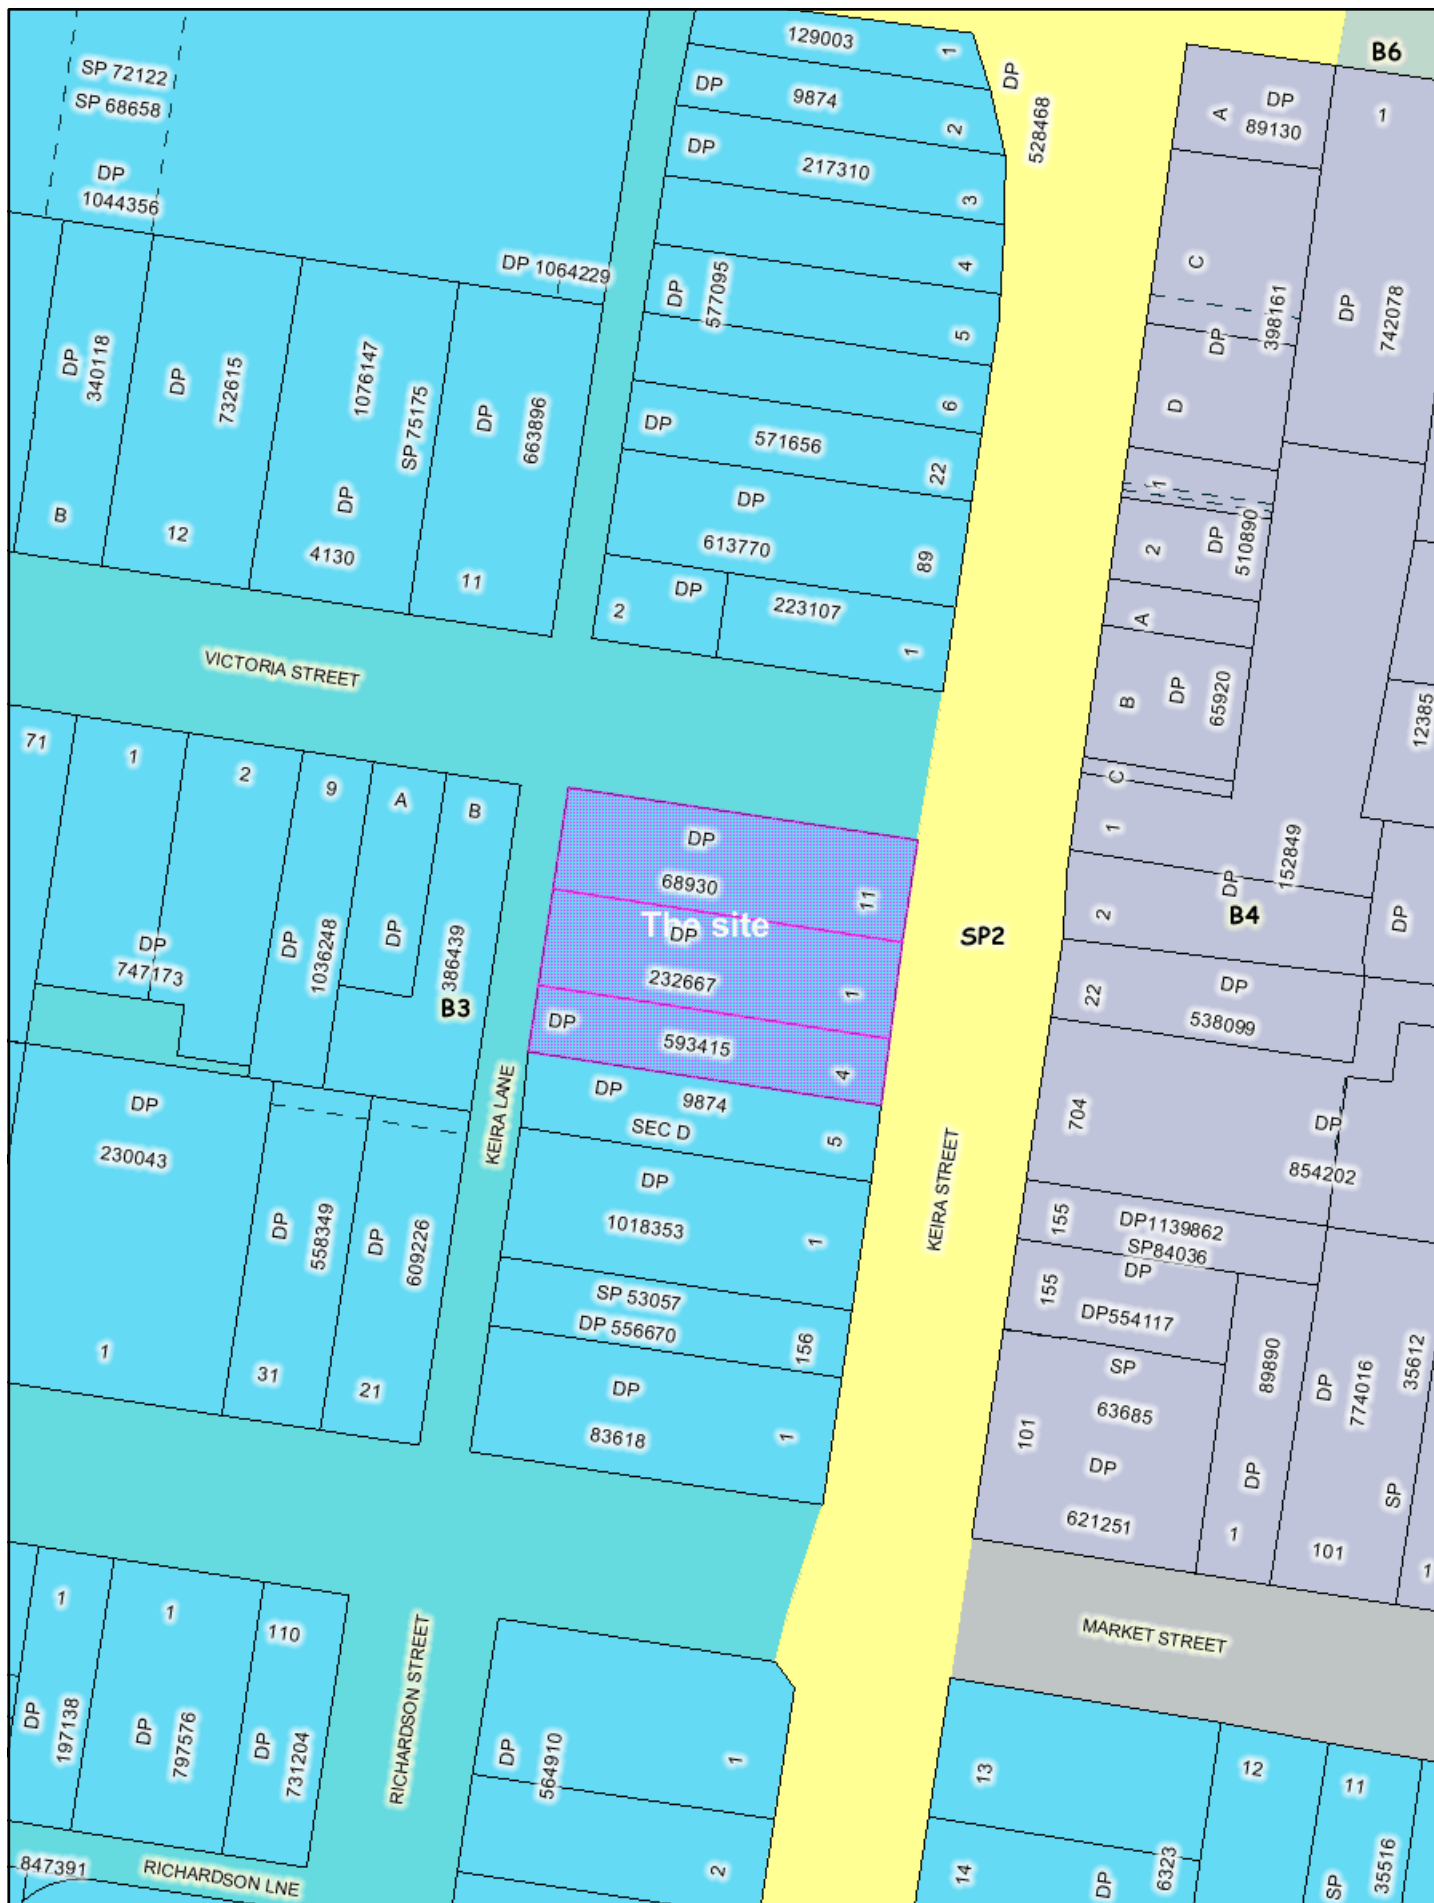 129003
1
DP
B6
SP 72122
SP 68658
DP
9874
2
528468
A
DP
89130
1
DP
217310
3
DP
1044356
4
C
DP 1064229
DP
577095
5
398161
DP
DP
742078
DP
340118
DP
732615
1076147
SP 75175
DP
663896
6
D
DP
571656
22
B
12
DP
4130
11
DP
613770
89
1
2
DP
510890
2
DP
223107
1
A
VICTORIA STREET
B
DP
65920
12385
71
1
2
9
A
B
C
1
DP
68930
11
152849
DP
The site
DP
232667
1
SP2
2
B4
DP
DP
747173
DP
1036248
DP
386439
B3
DP
593415
4
22
DP
538099
KEIRA LANE
DP
9874
SEC D
5
704
DP
854202
DP
230043
1
DP
558349
31
DP
609226
21
DP
1018353
1
KEIRA STREET
155
DP1139862
SP84036
155
DP
DP554117
SP 53057
DP 556670
156
SP
63685
101
DP
621251
89890
DP
1
DP
774016
101
35612
SP
1
DP
83618
1
MARKET STREET
1
DP
197138
1
DP
797576
110
DP
731204
RICHARDSON STREET
DP
564910
1
2
13
12
11
14
DP
6323
SP
35516
847391
RICHARDSON LNE